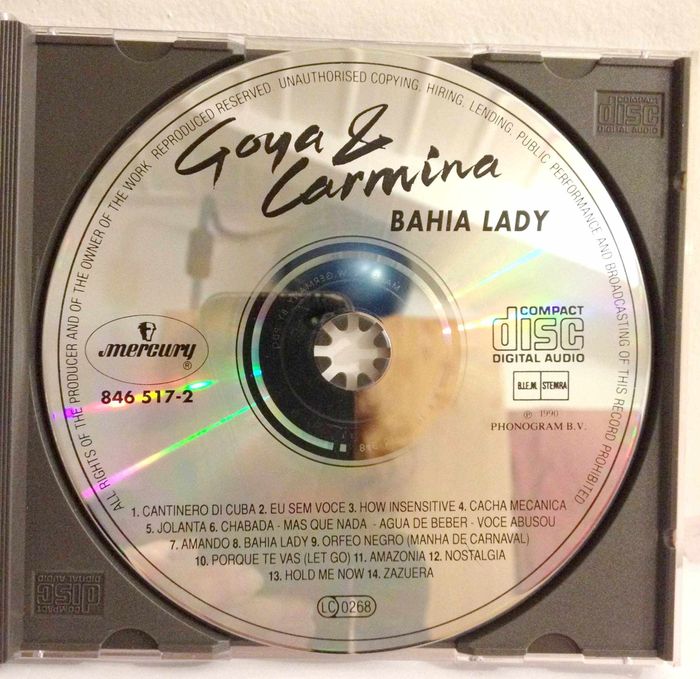 ALL RIGHTS OF THE PRODUCER AND OF THE OWNER OF THE WORK REPRODUCED RESERVED. UNAUTHORISED COPYING, HIRING, LENDING, PUBLIC PERFORMANCE AND BROADCASTING OF THIS RECORD PROHIBITED
Goya &
Carmina
BAHIA LADY
COMPACT
disc
DIGITAL AUDIO
mercury ®
846 517-2
COMPACT
disc
DIGITAL AUDIO
B.I.E.M. STEMRA
℗ 1990
PHONOGRAM B.V.
1. CANTINERO DI CUBA 2. EU SEM VOCE 3. HOW INSENSITIVE 4. CACHA MECANICA
5. JOLANTA 6. CHABADA - MAS QUE NADA - AGUA DE BEBER - VOCE ABUSOU
7. AMANDO 8. BAHIA LADY 9. ORFEO NEGRO (MANHA DE CARNAVAL)
10. PORQUE TE VAS (LET GO) 11. AMAZONIA 12. NOSTALGIA
13. HOLD ME NOW 14. ZAZUERA
LC 0268
COMPACT
disc
DIGITAL AUDIO